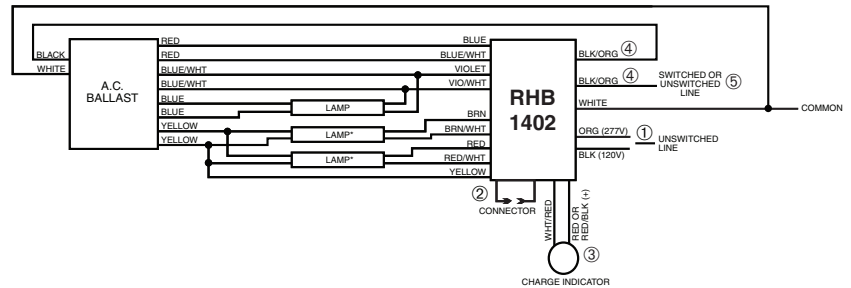 BLACK
WHITE
A.C.
BALLAST
RED
RED
BLUE/WHT
BLUE/WHT
BLUE
BLUE
YELLOW
YELLOW
LAMP
LAMP*
LAMP*
BLUE
BLUE/WHT
VIOLET
VIO/WHT
BRN
BRN/WHT
RED
RED/WHT
YELLOW
RHB
1402
BLK/ORG ④
BLK/ORG ④
SWITCHED OR
UNSWITCHED
LINE
⑤
WHITE
COMMON
ORG (277V)
BLK (120V)
①
UNSWITCHED
LINE
②
CONNECTOR
WHT/RED
RED OR
RED/BLK (+)
③
CHARGE INDICATOR